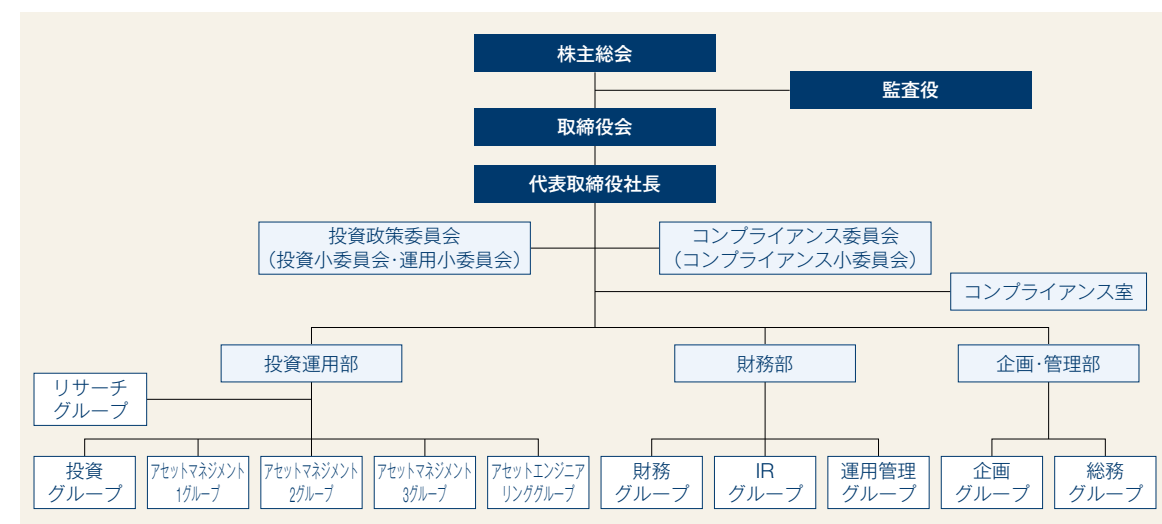 株主総会
監査役
取締役会
代表取締役社長
投資政策委員会
(投資小委員会・運用小委員会)
コンプライアンス委員会
(コンプライアンス小委員会)
コンプライアンス室
投資運用部
財務部
企画・管理部
リサーチ
グループ
投資
グループ
アセットマネジメント
1グループ
アセットマネジメント
2グループ
アセットマネジメント
3グループ
アセットエンジニア
リンググループ
財務
グループ
IR
グループ
運用管理
グループ
企画
グループ
総務
グループ